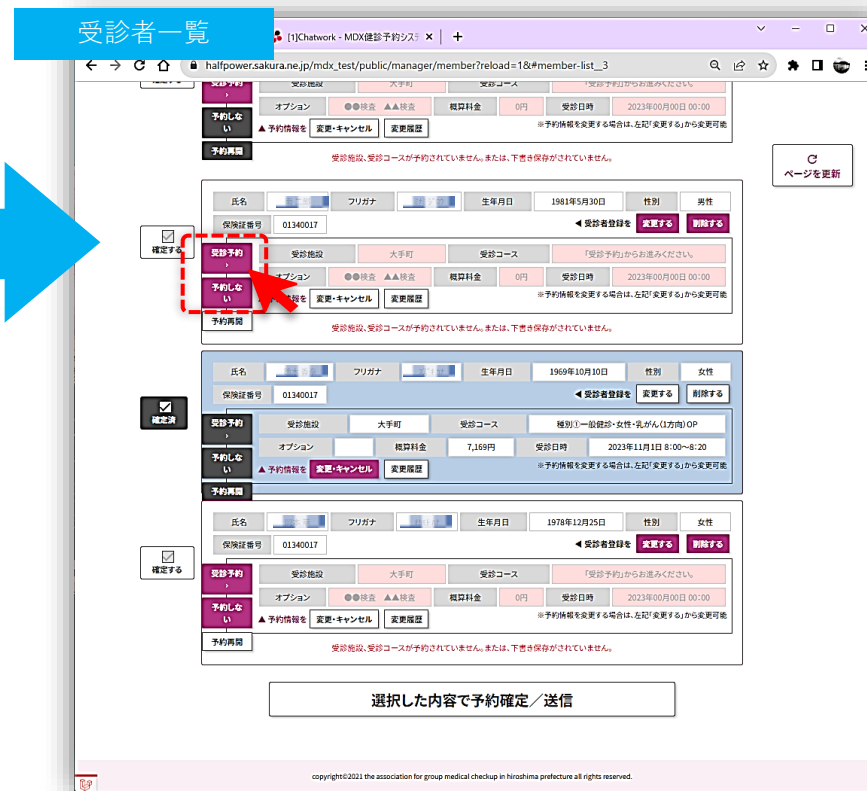 受診者一覧
[1]Chatwork - MDX健診予約システ
halfpower.sakura.ne.jp/mdx_test/public/manager/member?reload=1&#member-list__3
受診施設 大手町 受診コース 「受診予約」からお進みください。
オプション ●●検査 ▲▲検査 概算料金 0円 受診日時 2023年00月00日 00:00
予約しない
▲ 予約情報を 変更・キャンセル 変更履歴 ※予約情報を変更する場合は、左記「変更する」から変更可能
予約再開
受診施設、受診コースが予約されていません。または、下書き保存がされていません。
ページを更新
氏名 フリガナ 生年月日 1981年5月30日 性別 男性
保険証番号 01340017 ◀ 受診者登録を 変更する 削除する
確定する
受診予約 › 受診施設 大手町 受診コース 「受診予約」からお進みください。
オプション ●●検査 ▲▲検査 概算料金 0円 受診日時 2023年00月00日 00:00
予約しない
変更・キャンセル 変更履歴 ※予約情報を変更する場合は、左記「変更する」から変更可能
予約再開
受診施設、受診コースが予約されていません。または、下書き保存がされていません。
氏名 フリガナ 生年月日 1969年10月10日 性別 女性
保険証番号 01340017 ◀ 受診者登録を 変更する 削除する
確定済
受診予約 › 受診施設 大手町 受診コース 種別①一般健診・女性・乳がん(1方向)OP
オプション 概算料金 7,169円 受診日時 2023年11月1日 8:00～8:20
予約しない
▲ 予約情報を 変更・キャンセル 変更履歴 ※予約情報を変更する場合は、左記「変更する」から変更可能
予約再開
氏名 フリガナ 生年月日 1978年12月25日 性別 女性
保険証番号 01340017 ◀ 受診者登録を 変更する 削除する
確定する
受診予約 › 受診施設 大手町 受診コース 「受診予約」からお進みください。
オプション ●●検査 ▲▲検査 概算料金 0円 受診日時 2023年00月00日 00:00
予約しない
▲ 予約情報を 変更・キャンセル 変更履歴 ※予約情報を変更する場合は、左記「変更する」から変更可能
予約再開
受診施設、受診コースが予約されていません。または、下書き保存がされていません。
選択した内容で予約確定／送信
copyright©2021 the association for group medical checkup in hiroshima prefecture all rights reserved.